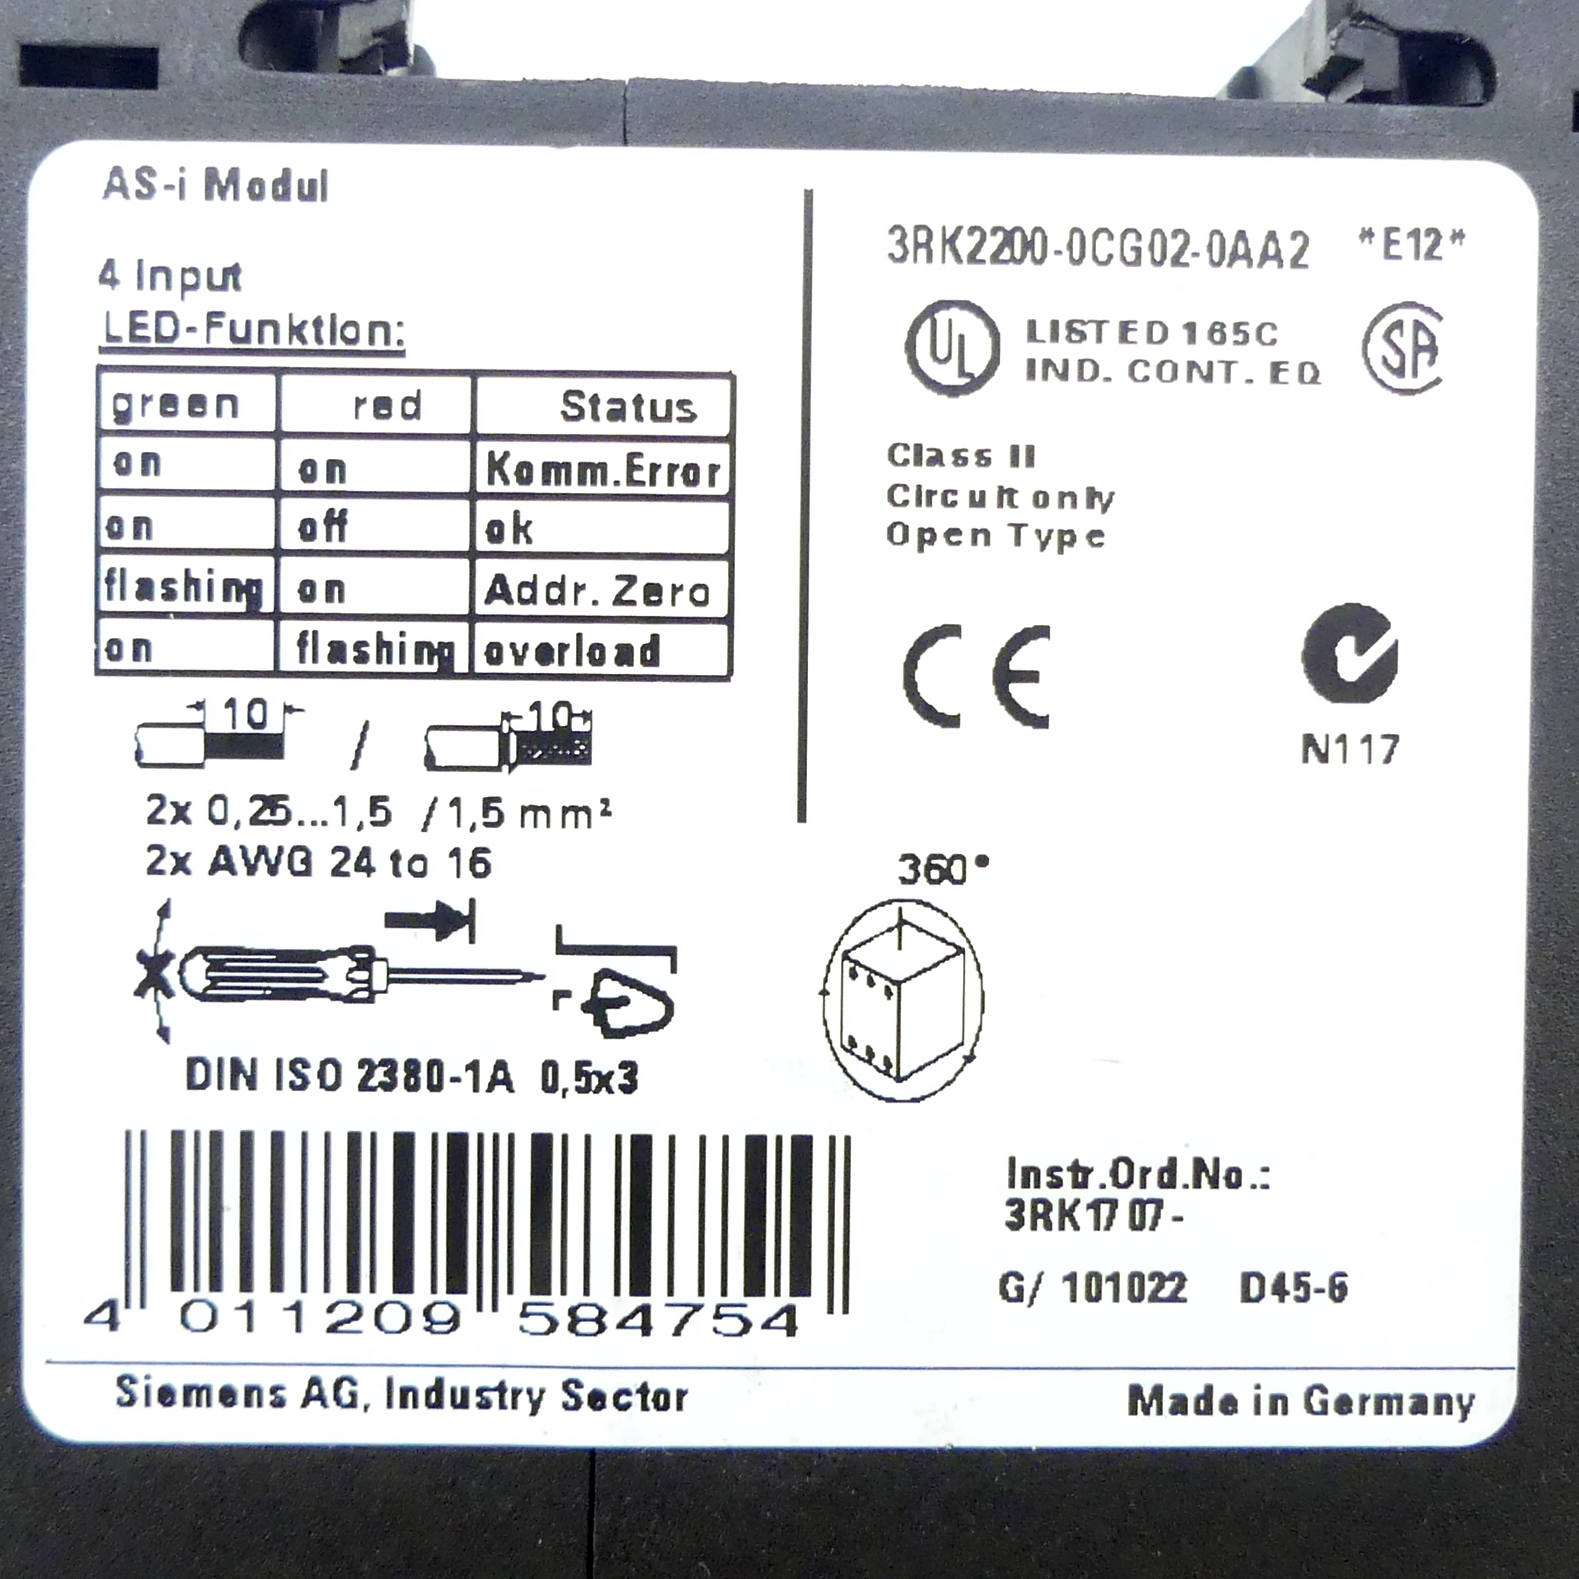 AS-i Modul
4 Input
LED-Funktion:
green red Status
on on Komm.Error
on off ok
flashing on Addr. Zero
on flashing overload
10 / 10
2x 0,25...1,5 / 1,5 mm²
2x AWG 24 to 16
DIN ISO 2380-1A 0,5x3
4 011209 584754
3RK2200-0CG02-0AA2 *E12*
UL LISTED 165C
IND. CONT. EQ
SA
Class II
Circuit only
Open Type
CE
N117
360°
Instr.Ord.No.:
3RK1707-
G/ 101022 D45-6
Siemens AG, Industry Sector
Made in Germany